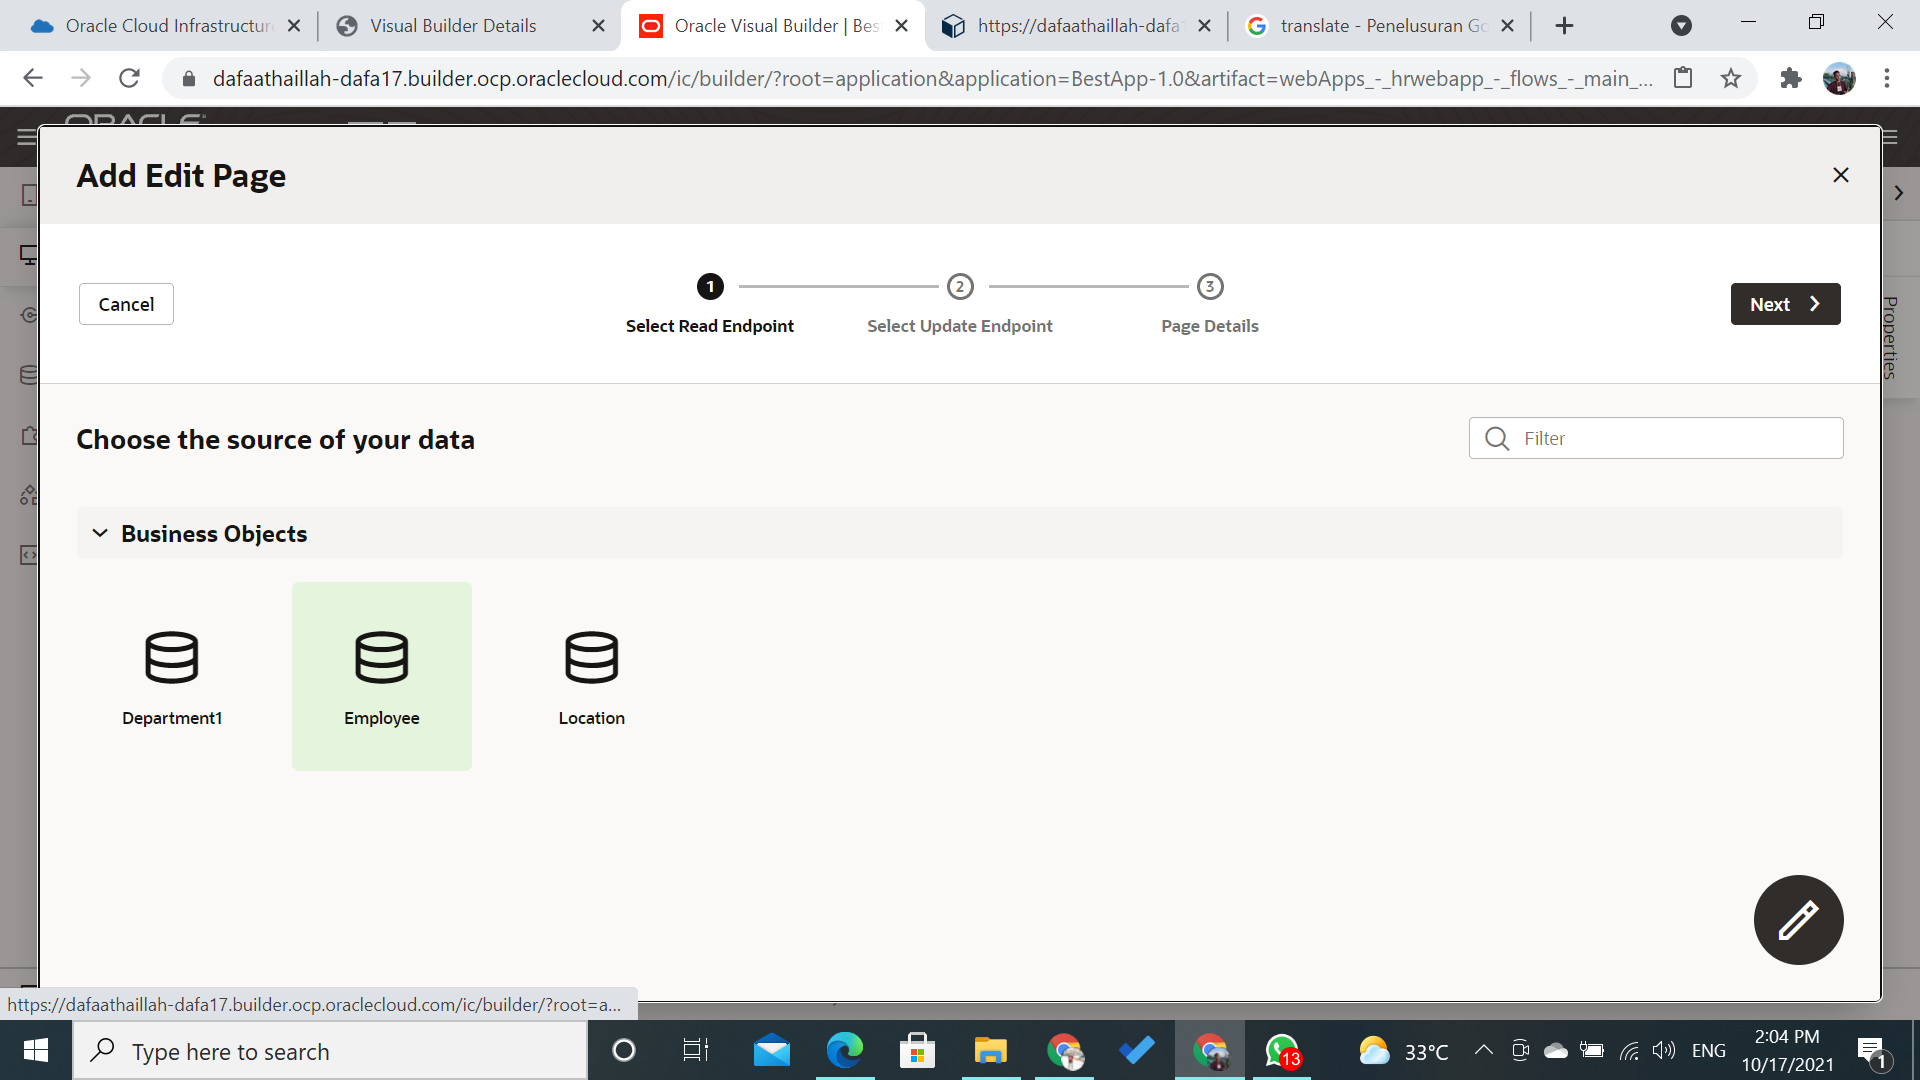 Oracle Cloud Infrastructur
Visual Builder Details
Oracle Visual Builder | Bes
https://dafaathaillah-dafa1
translate - Penelusuran Go
dafaathaillah-dafa17.builder.ocp.oraclecloud.com/ic/builder/?root=application&application=BestApp-1.0&artifact=webApps_-_hrwebapp_-_flows_-_main_...
ORACLE
Add Edit Page
Cancel
1
2
3
Select Read Endpoint
Select Update Endpoint
Page Details
Next
Properties
Choose the source of your data
Filter
Business Objects
Department1
Employee
Location
https://dafaathaillah-dafa17.builder.ocp.oraclecloud.com/ic/builder/?root=a...
Type here to search
13
33°C
ENG
2:04 PM
10/17/2021
1